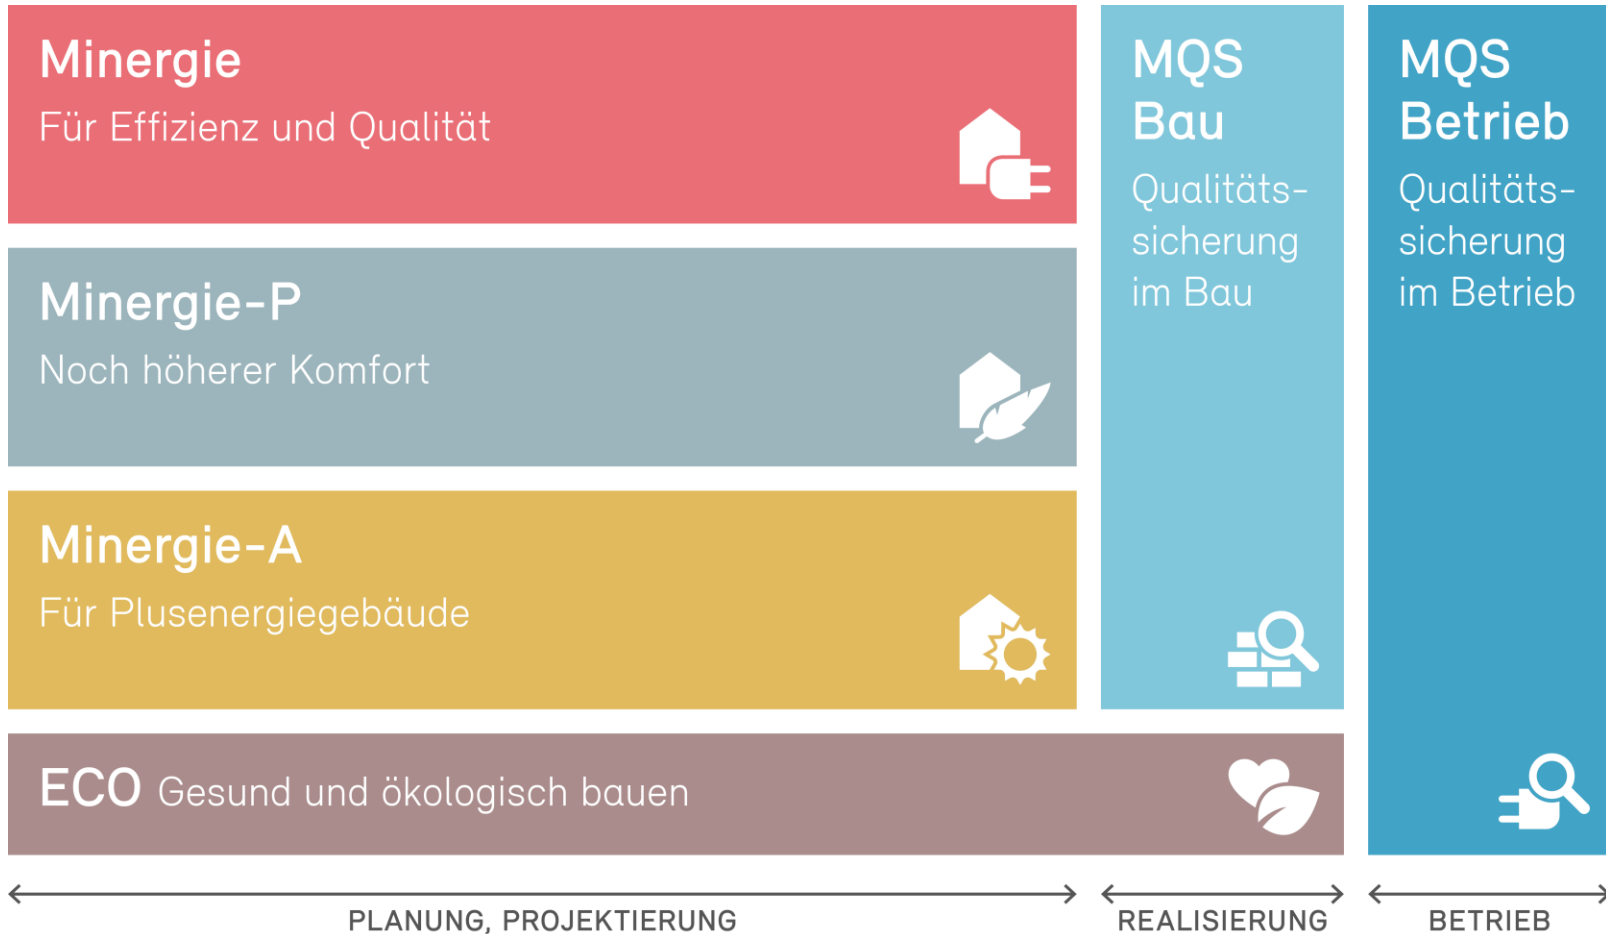 Minergie
Für Effizienz und Qualität
Minergie-P
Noch höherer Komfort
Minergie-A
Für Plusenergiegebäude
ECO Gesund und ökologisch bauen
MQS
Bau
Qualitäts-
sicherung
im Bau
MQS
Betrieb
Qualitäts-
sicherung
im Betrieb
PLANUNG, PROJEKTIERUNG
REALISIERUNG
BETRIEB